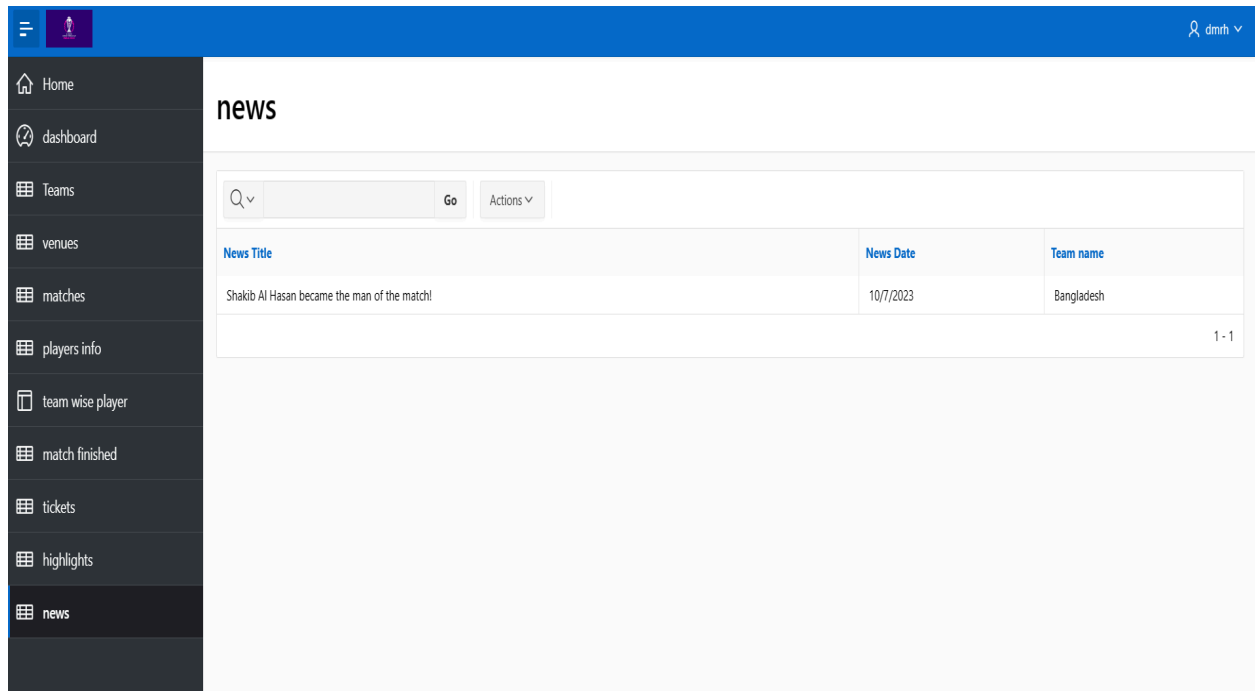 dmrh
Home
dashboard
Teams
venues
matches
players info
team wise player
match finished
tickets
highlights
news
news
Go Actions
News Title News Date Team name
Shakib Al Hasan became the man of the match! 10/7/2023 Bangladesh
1 - 1